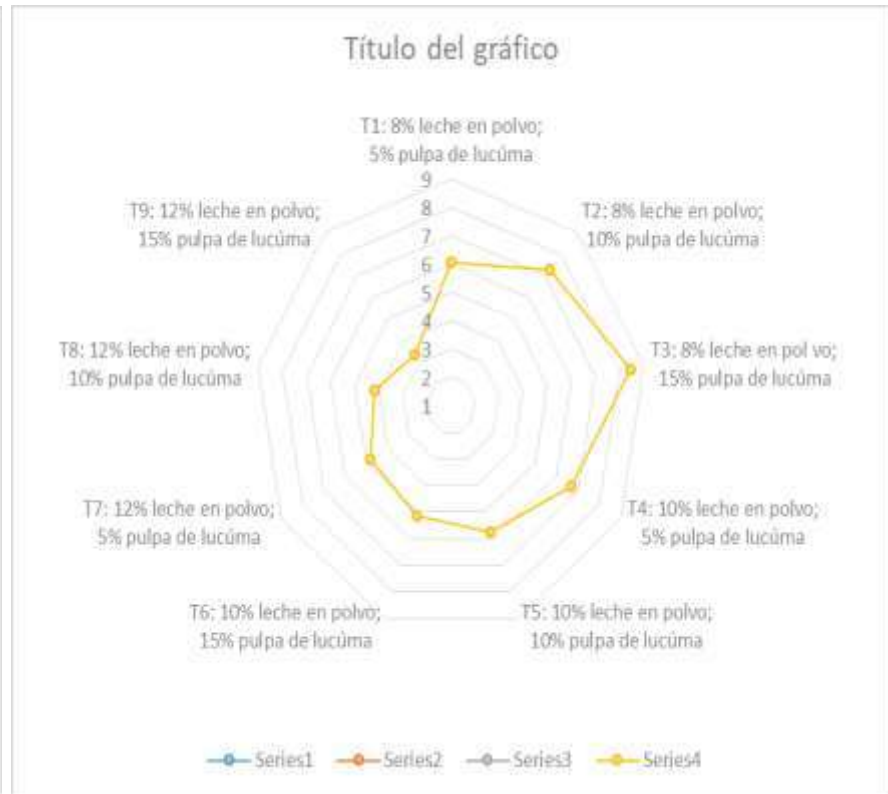 Título del gráfico
T1: 8% leche en polvo;
5% pulpa de lucúma
T2: 8% leche en polvo;
10% pulpa de lucúma
T3: 8% leche en pol vo;
15% pulpa de lucúma
T4: 10% leche en polvo;
5% pulpa de lucúma
T5: 10% leche en polvo;
10% pulpa de lucúma
T6: 10% leche en polvo;
15% pulpa de lucúma
T7: 12% leche en polvo;
5% pulpa de lucúma
T8: 12% leche en polvo;
10% pulpa de lucúma
T9: 12% leche en polvo;
15% pulpa de lucúma
9
8
7
6
5
4
3
2
1
Series1
Series2
Series3
Series4